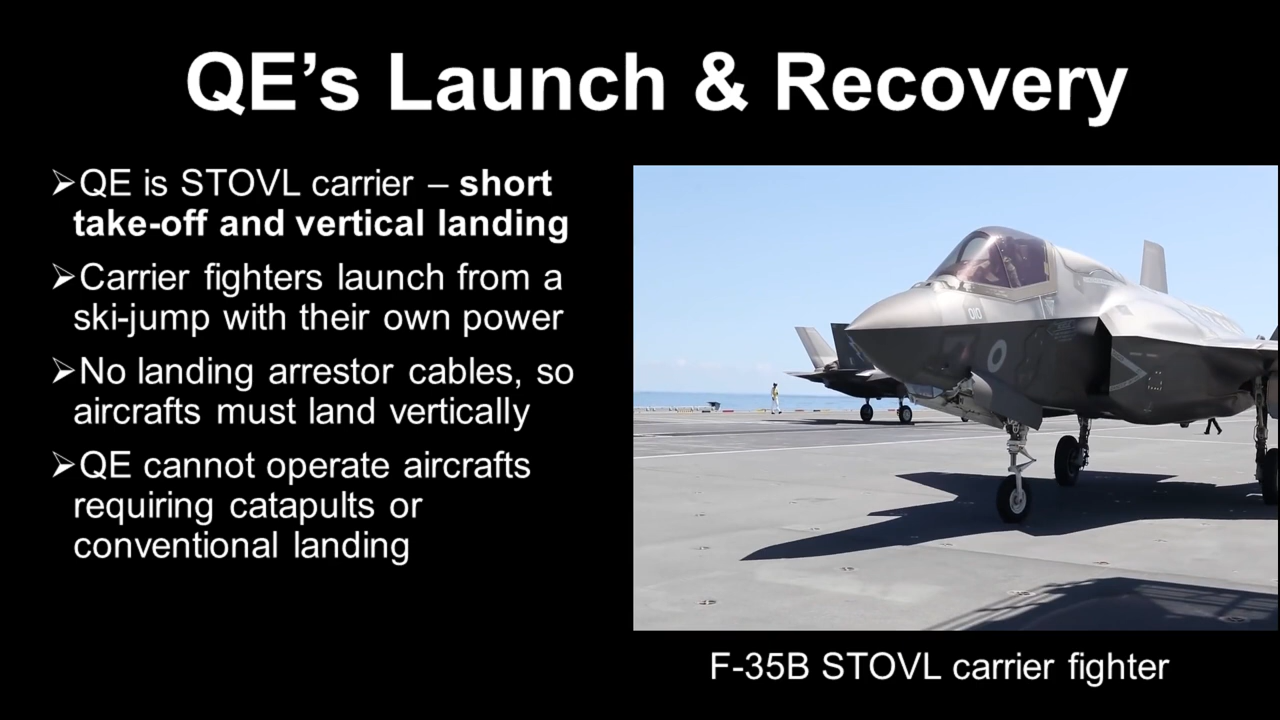 QE’s Launch & Recovery
➢QE is STOVL carrier – short
take-off and vertical landing
➢Carrier fighters launch from a
ski-jump with their own power
➢No landing arrestor cables, so
aircrafts must land vertically
➢QE cannot operate aircrafts
requiring catapults or
conventional landing
010
F-35B STOVL carrier fighter